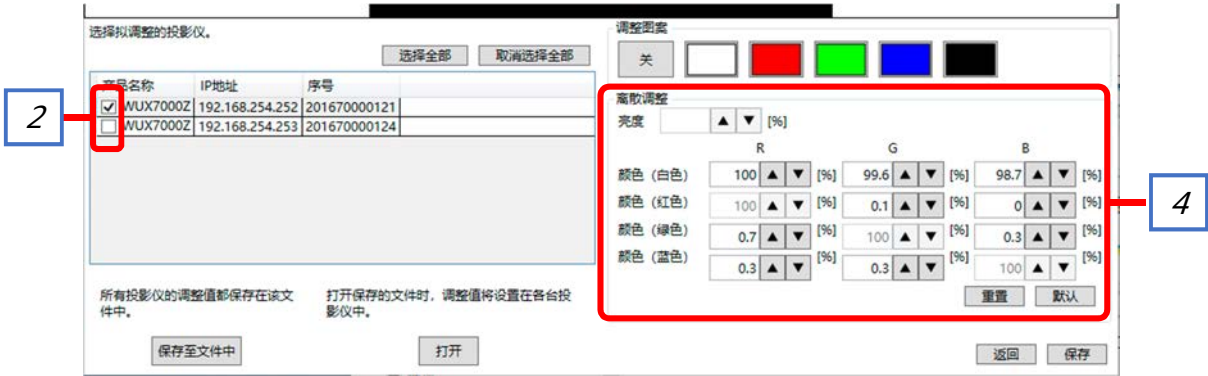 选择拟调整的投影仪。
选择全部 取消选择全部
产品名称 IP地址 序号
WUX7000Z 192.168.254.252 201670000121
WUX7000Z 192.168.254.253 201670000124
2
所有投影仪的调整值都保存在该文
件中。
打开保存的文件时，调整值将设置在各台投
影仪中。
保存至文件中 打开
调整图案
关
离散调整
亮度 [%]
R G B
颜色（白色） 100 [%] 99.6 [%] 98.7 [%]
颜色（红色） 100 [%] 0.1 [%] 0 [%]
颜色（绿色） 0.7 [%] 100 [%] 0.3 [%]
颜色（蓝色） 0.3 [%] 0.3 [%] 100 [%]
重置 默认
4
返回 保存